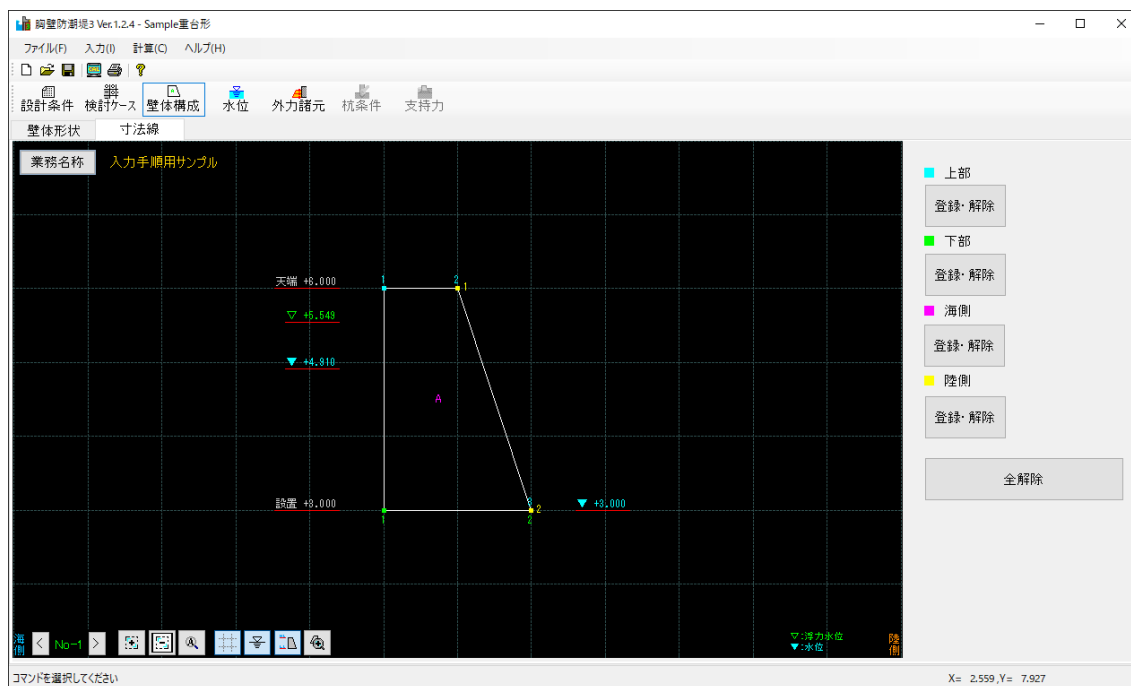 胸壁防潮堤3 Ver.1.2.4 - Sample重台形
ファイル(F) 入力(I) 計算(C) ヘルプ(H)
設計条件 検討ケース 壁体構成 水位 外力諸元 杭条件 支持力
壁体形状 寸法線
業務名称 入力手順用サンプル
上部
登録・解除
下部
登録・解除
海側
登録・解除
陸側
登録・解除
全解除
天端 +6.000
1 2 1
▽ +5.549
▼ +4.910
A
設置 +3.000
3 2
▼ +3.000
1 2
海側 < No-1 >
▽:浮力水位
▼:水位
陸側
コマンドを選択してください
X= 2.559 ,Y= 7.927